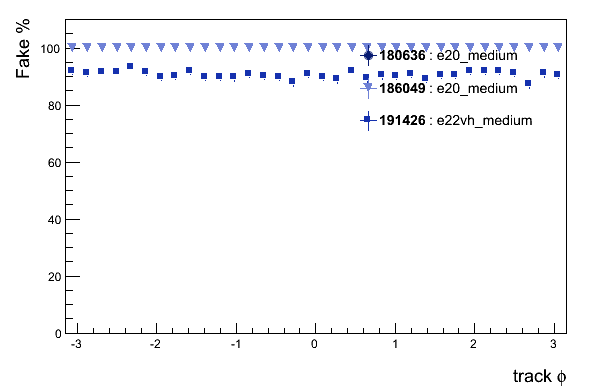 Fake %
100
180636 : e20_medium
186049 : e20_medium
80
191426 : e22vh_medium
60
40
20
0
-3 -2 -1 0 1 2 3
track ϕ